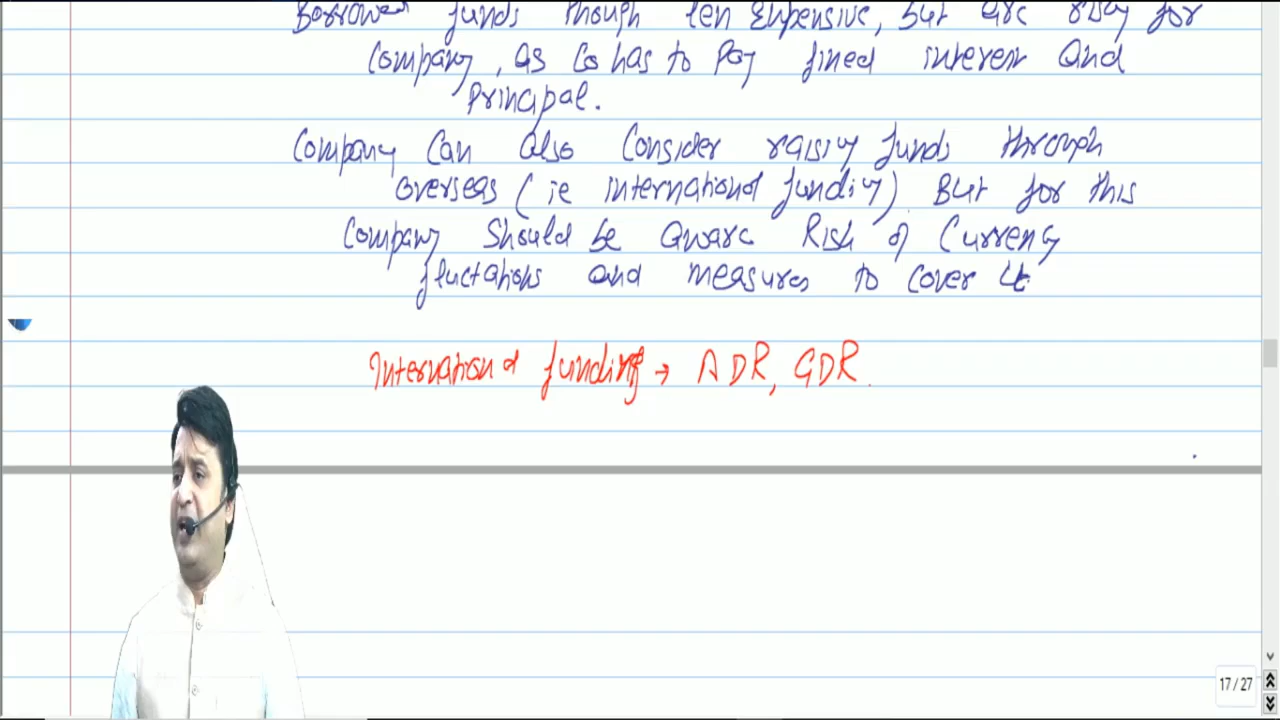 Borrowed funds though less Expensive, But are risky for
Company, as Co has to Pay fixed interest and
Principal.
Company Can also Consider raising funds through
overseas (ie international funding) But for this
Company Should be aware Risk of Currency
fluctations and measures to cover it
International funding → ADR, GDR.
17 / 27